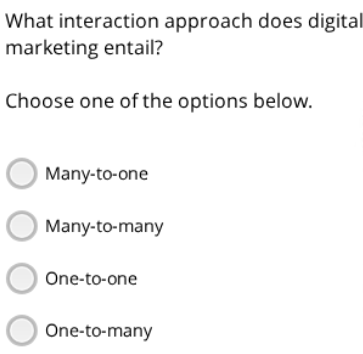 What interaction approach does digital
marketing entail?
Choose one of the options below.
Many-to-one
Many-to-many
One-to-one
One-to-many